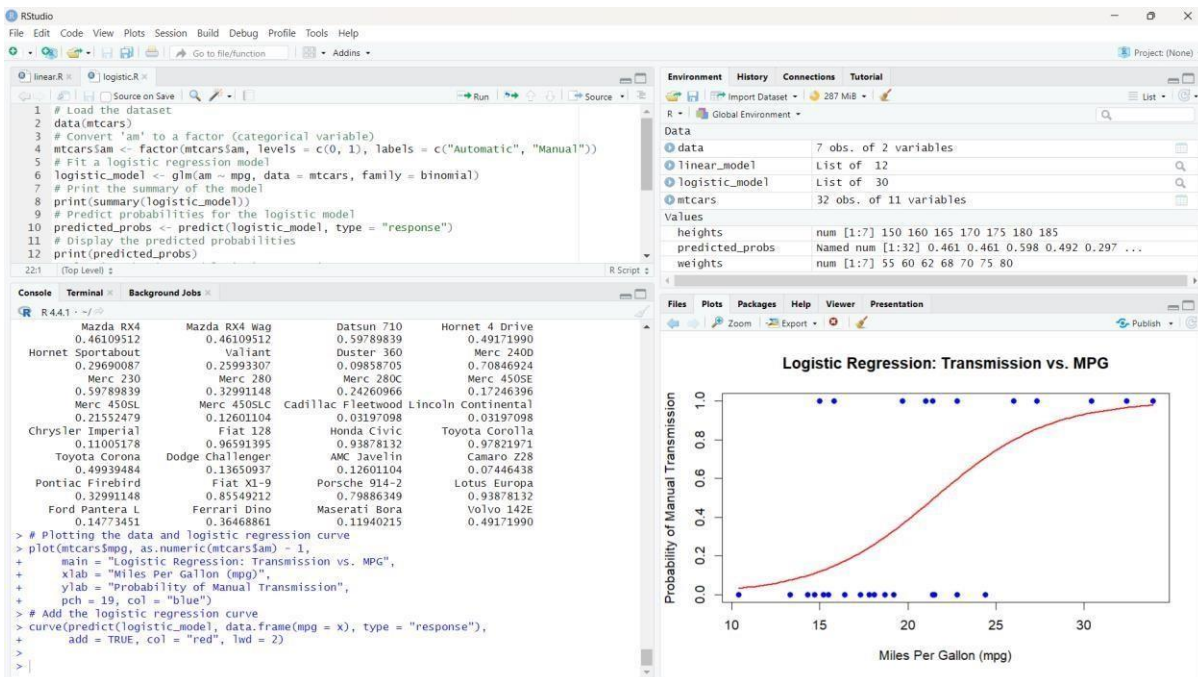 RStudio
File Edit Code View Plots Session Build Debug Profile Tools Help
Go to file/function Addins Project: (None)
linear.R logistic.R
Source on Save Run Source
1 # Load the dataset
2 data(mtcars)
3 # Convert 'am' to a factor (categorical variable)
4 mtcars$am <- factor(mtcars$am, levels = c(0, 1), labels = c("Automatic", "Manual"))
5 # Fit a logistic regression model
6 logistic_model <- glm(am ~ mpg, data = mtcars, family = binomial)
7 # Print the summary of the model
8 print(summary(logistic_model))
9 # Predict probabilities for the logistic model
10 predicted_probs <- predict(logistic_model, type = "response")
11 # Display the predicted probabilities
12 print(predicted_probs)
22:1 (Top Level) R Script
Console Terminal Background Jobs
R 4.4.1 · ~/
Mazda RX4 Mazda RX4 Wag Datsun 710 Hornet 4 Drive
0.46109512 0.46109512 0.59789839 0.49171990
Hornet Sportabout Valiant Duster 360 Merc 240D
0.29690087 0.25993307 0.09858705 0.70846924
Merc 230 Merc 280 Merc 280C Merc 450SE
0.59789839 0.32991148 0.24260966 0.17246396
Merc 450SL Merc 450SLC Cadillac Fleetwood Lincoln Continental
0.21552479 0.12601104 0.03197098 0.03197098
Chrysler Imperial Fiat 128 Honda Civic Toyota Corolla
0.11005178 0.96591395 0.93878132 0.97821971
Toyota Corona Dodge Challenger AMC Javelin Camaro Z28
0.49939484 0.13650937 0.12601104 0.07446438
Pontiac Firebird Fiat X1-9 Porsche 914-2 Lotus Europa
0.32991148 0.85549212 0.79886349 0.93878132
Ford Pantera L Ferrari Dino Maserati Bora Volvo 142E
0.14773451 0.36468861 0.11940215 0.49171990
> # Plotting the data and logistic regression curve
> plot(mtcars$mpg, as.numeric(mtcars$am) - 1,
+ main = "Logistic Regression: Transmission vs. MPG",
+ xlab = "Miles Per Gallon (mpg)",
+ ylab = "Probability of Manual Transmission",
+ pch = 19, col = "blue")
> # Add the logistic regression curve
> curve(predict(logistic_model, data.frame(mpg = x), type = "response"),
+ add = TRUE, col = "red", lwd = 2)
>
>
Environment History Connections Tutorial
Import Dataset 287 MiB List
R Global Environment
Data
data 7 obs. of 2 variables
linear_model List of 12
logistic_model List of 30
mtcars 32 obs. of 11 variables
Values
heights num [1:7] 150 160 165 170 175 180 185
predicted_probs Named num [1:32] 0.461 0.461 0.598 0.492 0.297 ...
weights num [1:7] 55 60 62 68 70 75 80
Files Plots Packages Help Viewer Presentation
Zoom Export Publish
Logistic Regression: Transmission vs. MPG
Probability of Manual Transmission
1.0
0.8
0.6
0.4
0.2
0.0
10 15 20 25 30
Miles Per Gallon (mpg)